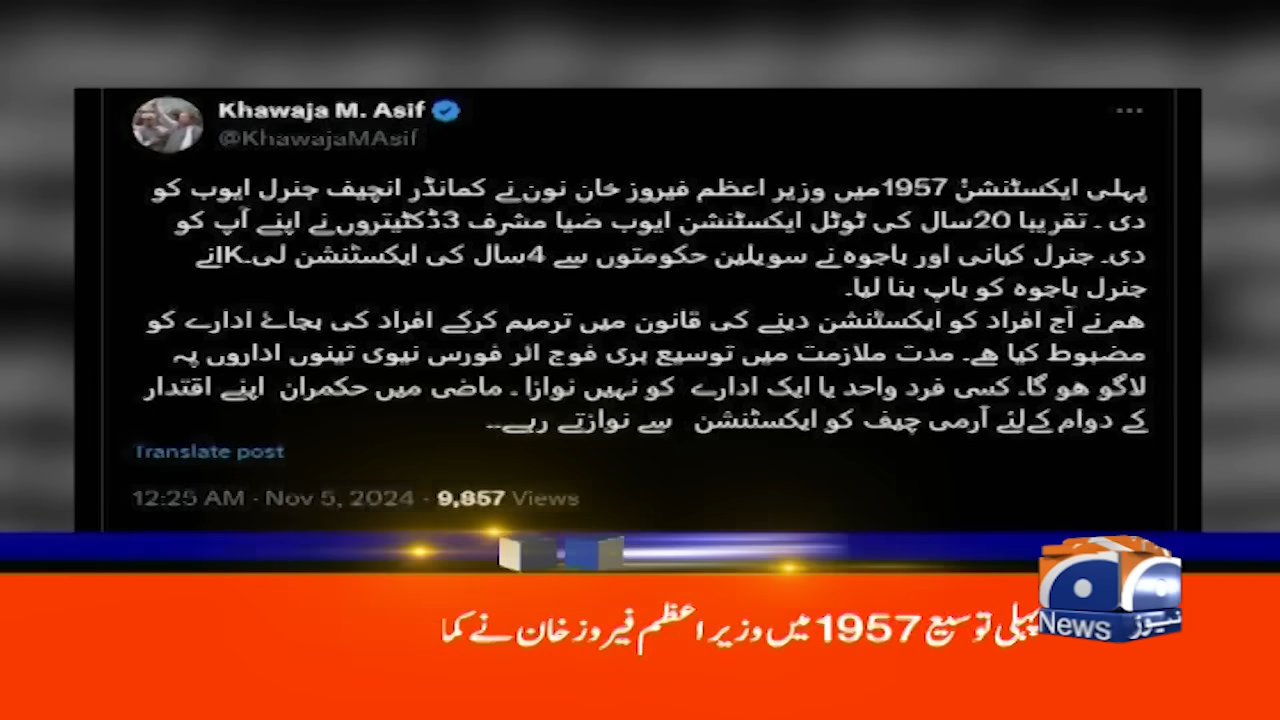 Khawaja M. Asif
@KhawajaMAsif
پہلی ایکسٹنشنُ 1957میں وزیر اعظم فیروز خان نون نے کمانڈر انچیف جنرل ایوب کو
دی ۔ تقریبا 20سال کی ٹوٹل ایکسٹنشن ایوب ضیا مشرف 3ڈکٹیتروں نے اپنے آپ کو
دی۔ جنرل کیانی اور باجوہ نے سویلین حکومتوں سے 4سال کی ایکسٹنشن لی۔IKنے
جنرل باجوہ کو باپ بنا لیا۔
ھم نے آج افراد کو ایکسٹنشن دینے کی قانون میں ترمیم کرکے افراد کی بجاۓ ادارے کو
مضبوط کیا ھے۔ مدت ملازمت میں توسیع بری فوج ائر فورس نیوی تینوں اداروں پہ
لاگو ھو گا۔ کسی فرد واحد یا ایک ادارے کو نہیں نوازا ۔ ماضی میں حکمران اپنے اقتدار
کے دوام کےلئے آرمی چیف کو ایکسٹنشن سے نوازتے رہے۔۔
Translate post
12:25 AM · Nov 5, 2024 · 9,857 Views
پہلی توسیع 1957 میں وزیر اعظم فیروز خان نے کما
News نیوز